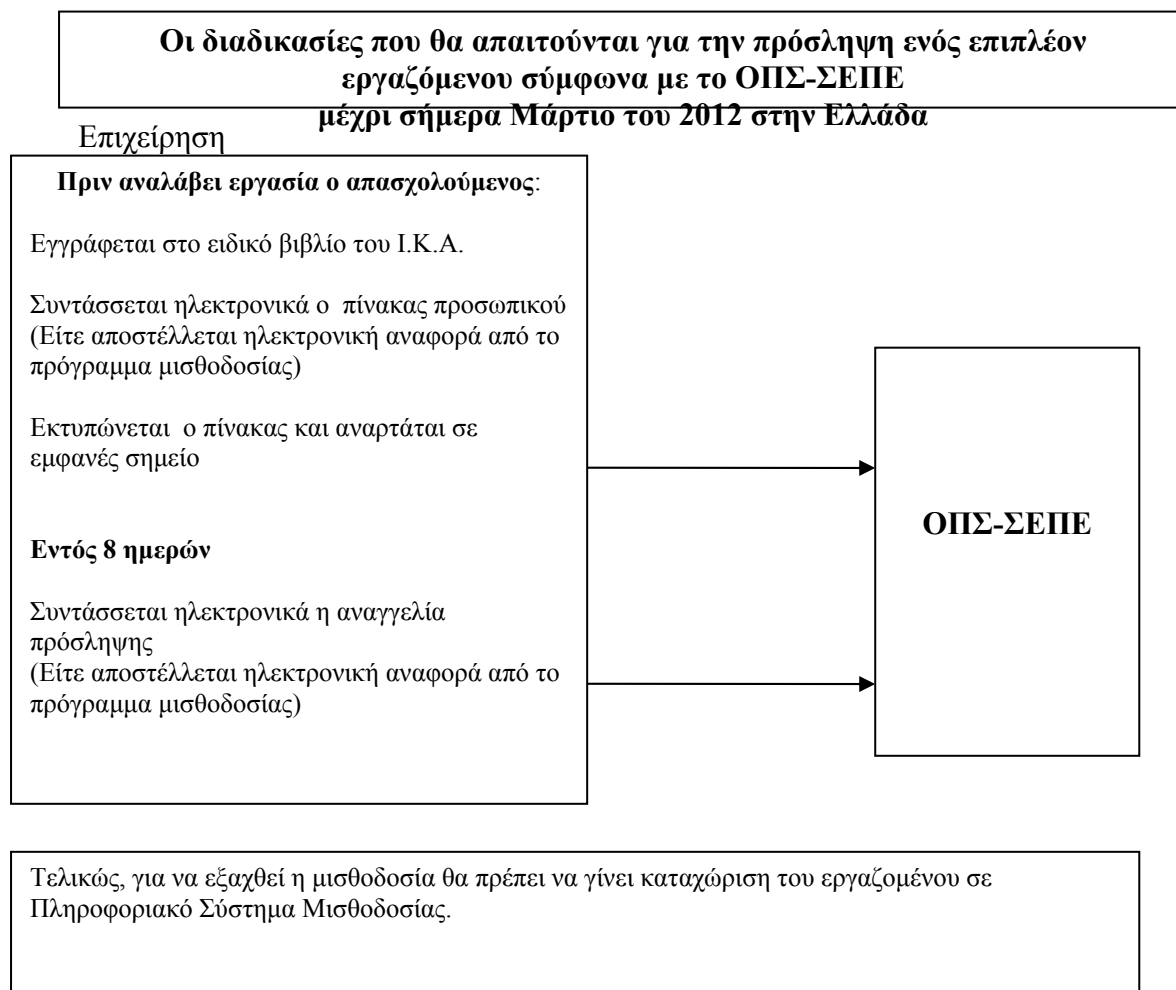 Οι διαδικασίες που θα απαιτούνται για την πρόσληψη ενός επιπλέον
εργαζόμενου σύμφωνα με το ΟΠΣ-ΣΕΠΕ
μέχρι σήμερα Μάρτιο του 2012 στην Ελλάδα
Επιχείρηση
Πριν αναλάβει εργασία ο απασχολούμενος:
Εγγράφεται στο ειδικό βιβλίο του Ι.Κ.Α.
Συντάσσεται ηλεκτρονικά ο πίνακας προσωπικού
(Είτε αποστέλλεται ηλεκτρονική αναφορά από το
πρόγραμμα μισθοδοσίας)
Εκτυπώνεται ο πίνακας και αναρτάται σε
εμφανές σημείο
Εντός 8 ημερών
Συντάσσεται ηλεκτρονικά η αναγγελία
πρόσληψης
(Είτε αποστέλλεται ηλεκτρονική αναφορά από το
πρόγραμμα μισθοδοσίας)
ΟΠΣ-ΣΕΠΕ
Τελικώς, για να εξαχθεί η μισθοδοσία θα πρέπει να γίνει καταχώριση του εργαζομένου σε
Πληροφοριακό Σύστημα Μισθοδοσίας.